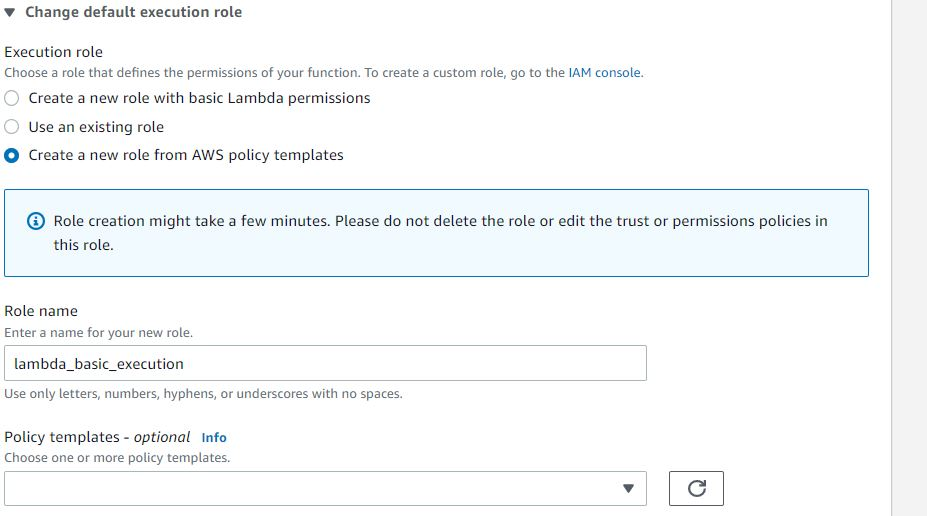 Change default execution role
Execution role
Choose a role that defines the permissions of your function. To create a custom role, go to the IAM console.
Create a new role with basic Lambda permissions
Use an existing role
Create a new role from AWS policy templates
Role creation might take a few minutes. Please do not delete the role or edit the trust or permissions policies in
this role.
Role name
Enter a name for your new role.
lambda_basic_execution
Use only letters, numbers, hyphens, or underscores with no spaces.
Policy templates - optional Info
Choose one or more policy templates.